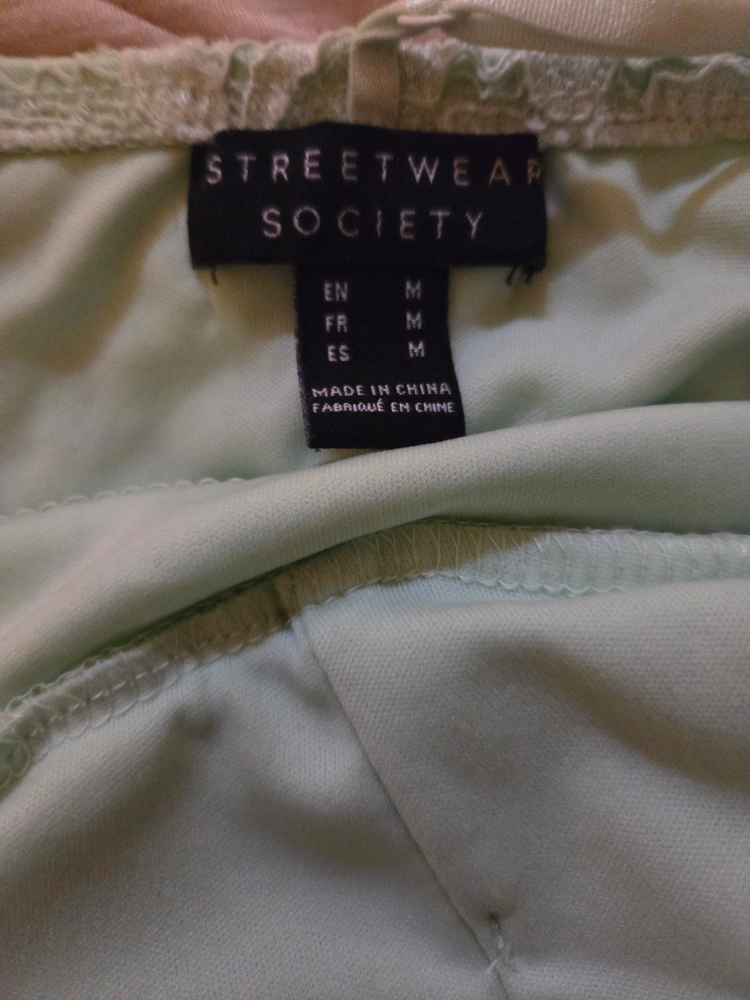 STREETWEAR
SOCIETY
EN M
FR M
ES M
MADE IN CHINA
FABRIQUÉ EN CHINE